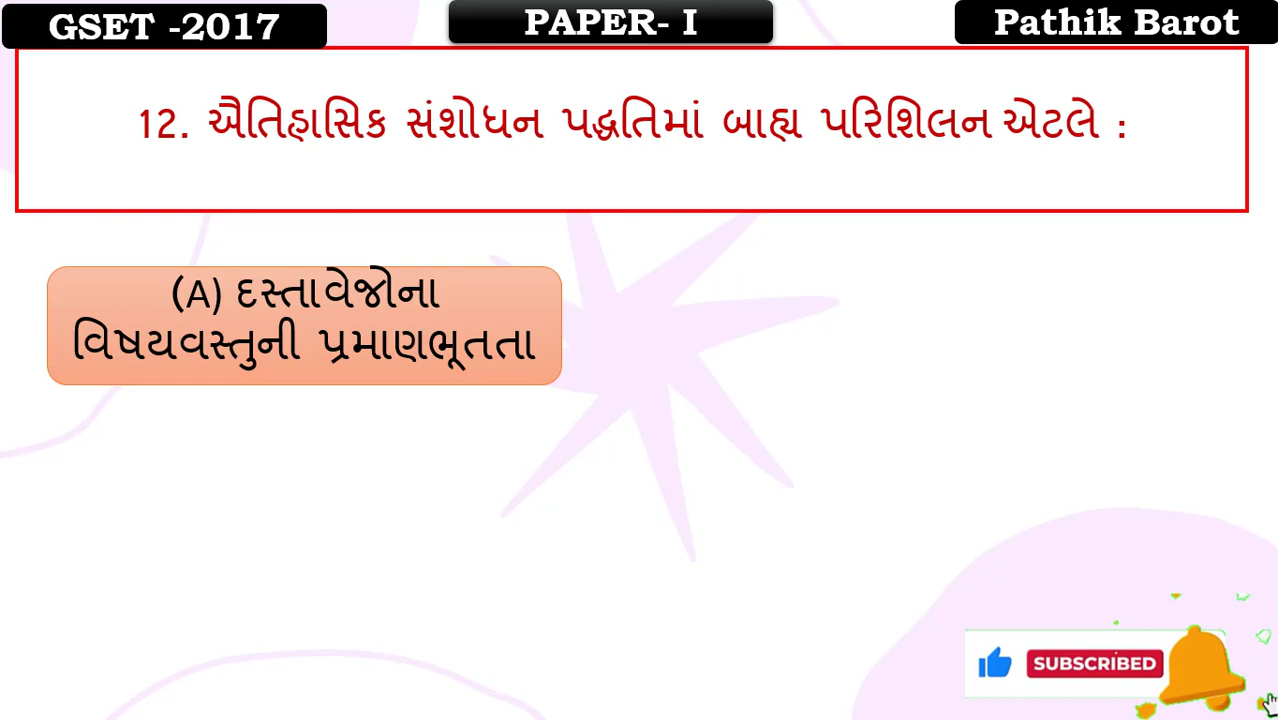 GSET -2017
PAPER- I
Pathik Barot
12. ઐતિહાસિક સંશોધન પદ્ધતિમાં બાહ્ય પરિશિલન એટલે :
(A) દસ્તાવેજોના
વિષયવસ્તુની પ્રમાણભૂતતા
SUBSCRIBED